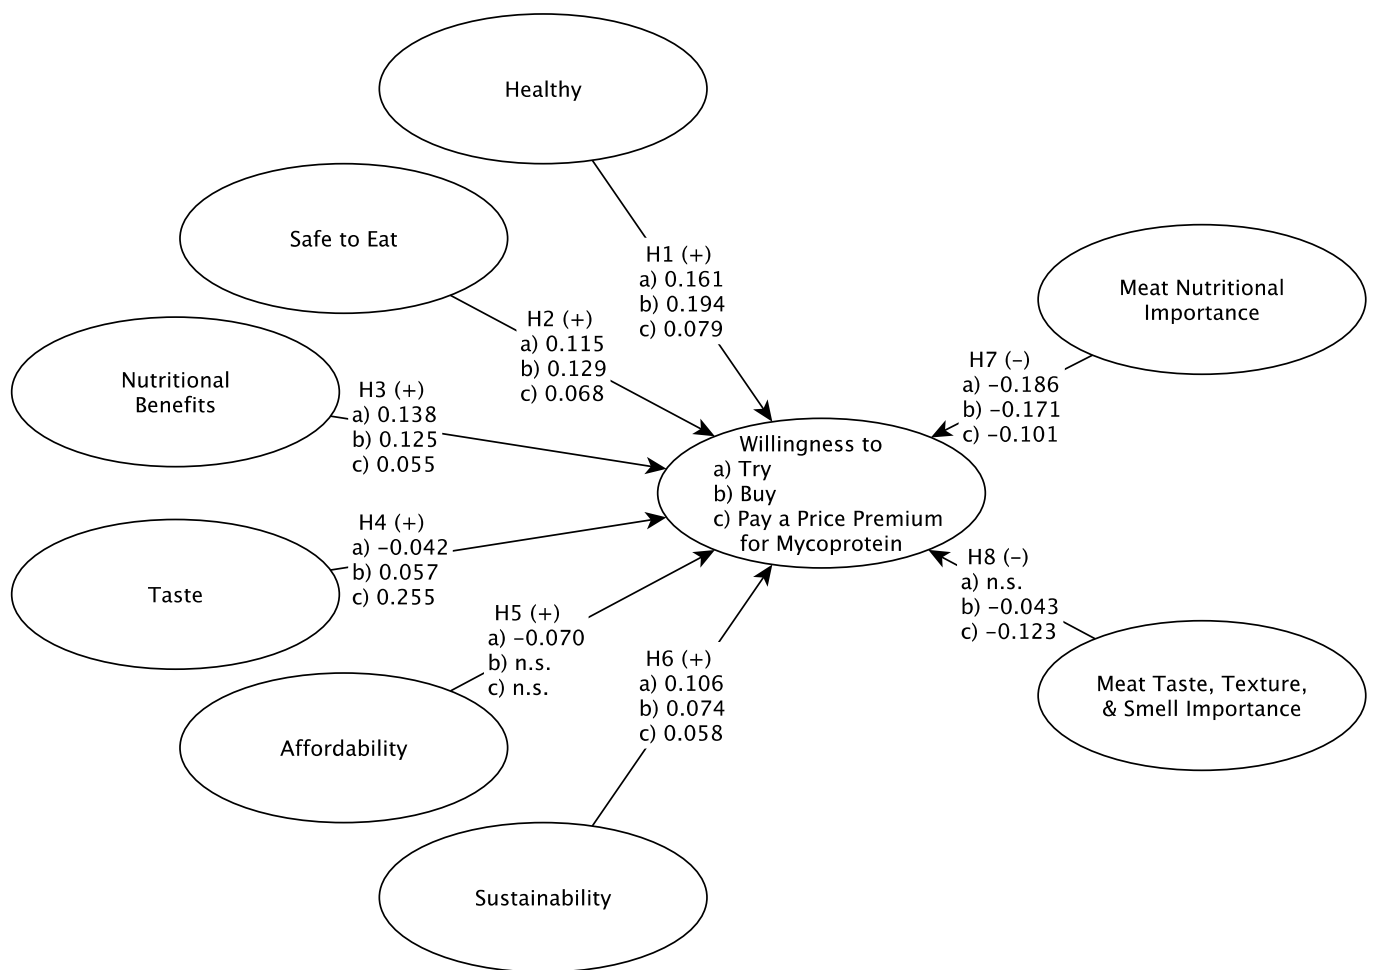 Healthy
Safe to Eat
H1 (+)
a) 0.161
b) 0.194
c) 0.079
Meat Nutritional
Importance
H2 (+)
a) 0.115
b) 0.129
c) 0.068
Nutritional
Benefits
H3 (+)
a) 0.138
b) 0.125
c) 0.055
H7 (−)
a) −0.186
b) −0.171
c) −0.101
Willingness to
a) Try
b) Buy
c) Pay a Price Premium
for Mycoprotein
H4 (+)
a) −0.042
b) 0.057
c) 0.255
Taste
H8 (−)
a) n.s.
b) −0.043
c) −0.123
H5 (+)
a) −0.070
b) n.s.
c) n.s.
H6 (+)
a) 0.106
b) 0.074
c) 0.058
Meat Taste, Texture,
& Smell Importance
Affordability
Sustainability